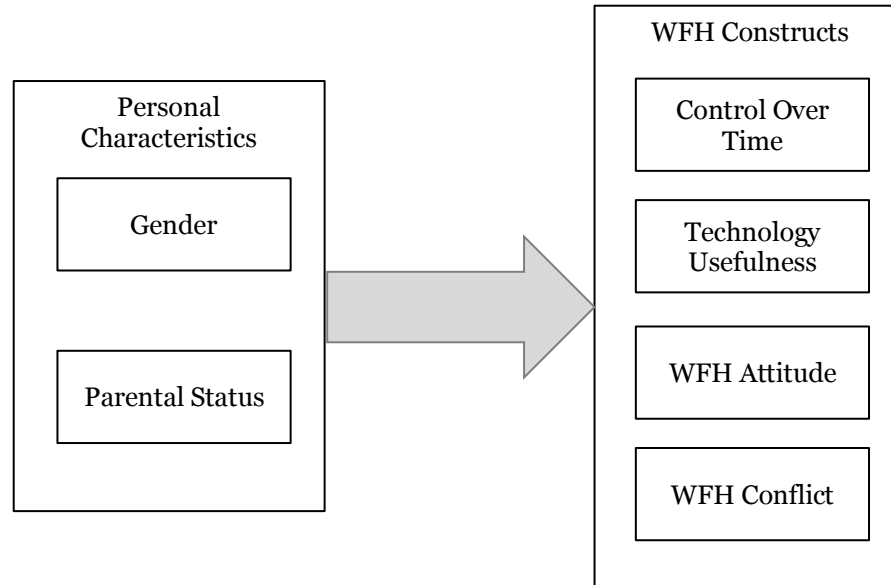 Personal
Characteristics
Gender
Parental Status
WFH Constructs
Control Over
Time
Technology
Usefulness
WFH Attitude
WFH Conflict